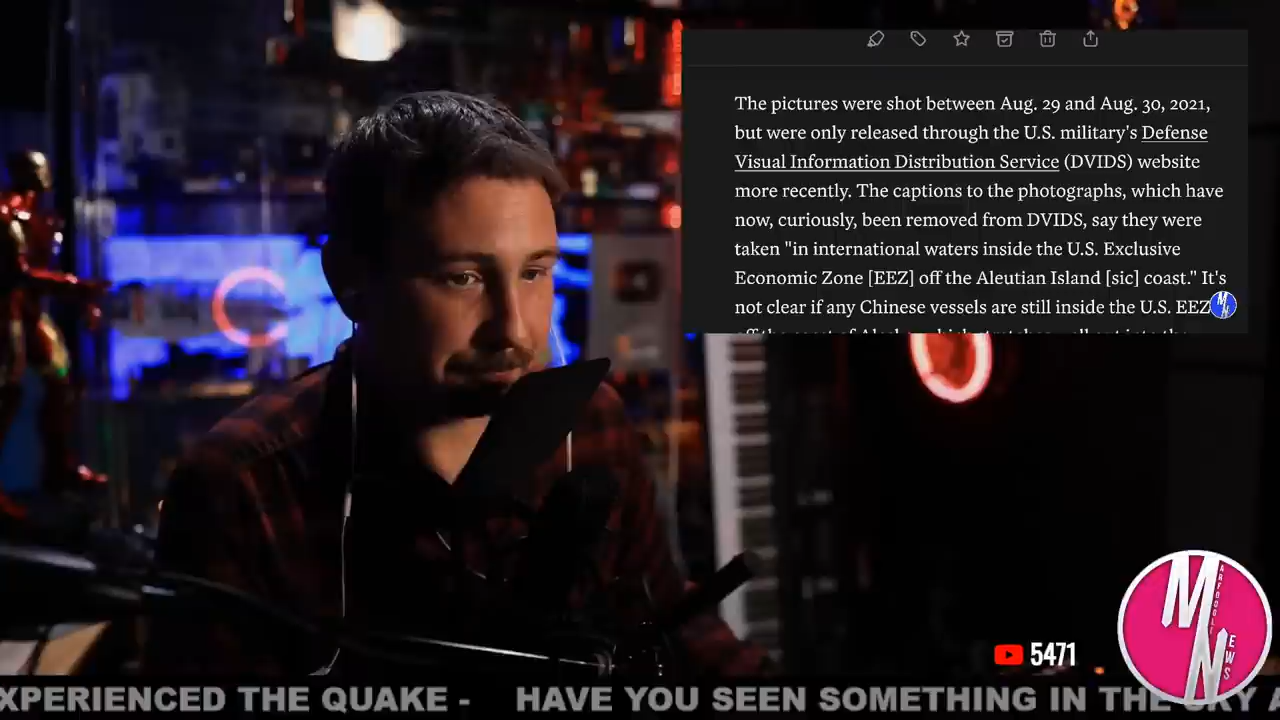 The pictures were shot between Aug. 29 and Aug. 30, 2021,
but were only released through the U.S. military's Defense
Visual Information Distribution Service (DVIDS) website
more recently. The captions to the photographs, which have
now, curiously, been removed from DVIDS, say they were
taken "in international waters inside the U.S. Exclusive
Economic Zone [EEZ] off the Aleutian Island [sic] coast." It's
not clear if any Chinese vessels are still inside the U.S. EEZ
5471
MN
XPERIENCED THE QUAKE - HAVE YOU SEEN SOMETHING IN THE SKY A